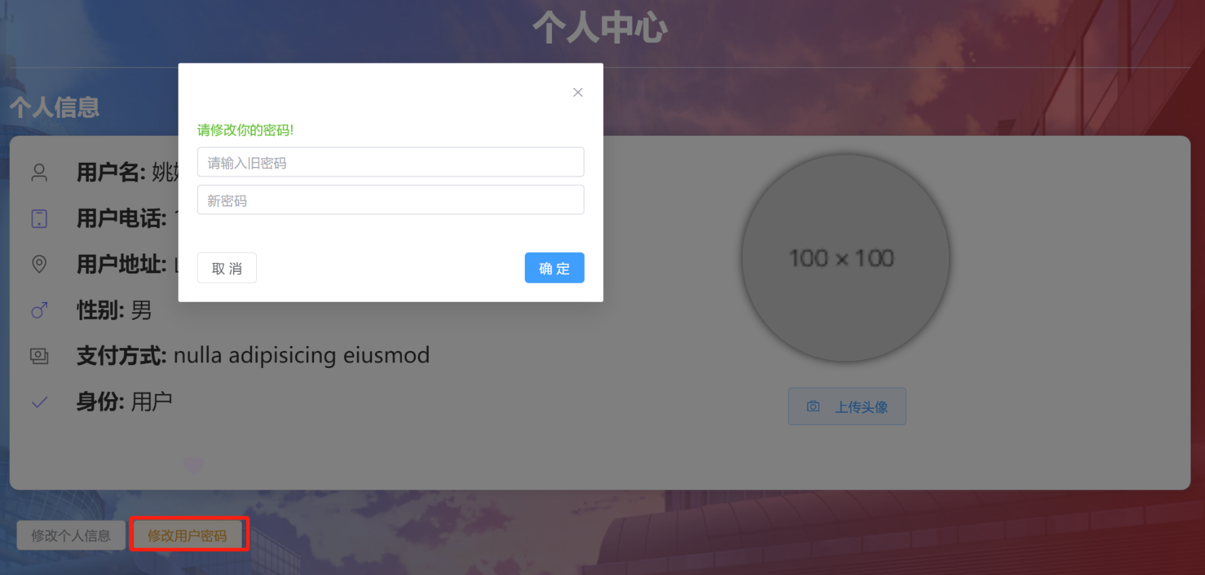 个人中心
个人信息
请修改你的密码!
请输入旧密码
新密码
取 消
确 定
用户名: 姚
用户电话:
用户地址:
性别: 男
支付方式: nulla adipisicing eiusmod
身份: 用户
100 × 100
上传头像
修改个人信息
修改用户密码